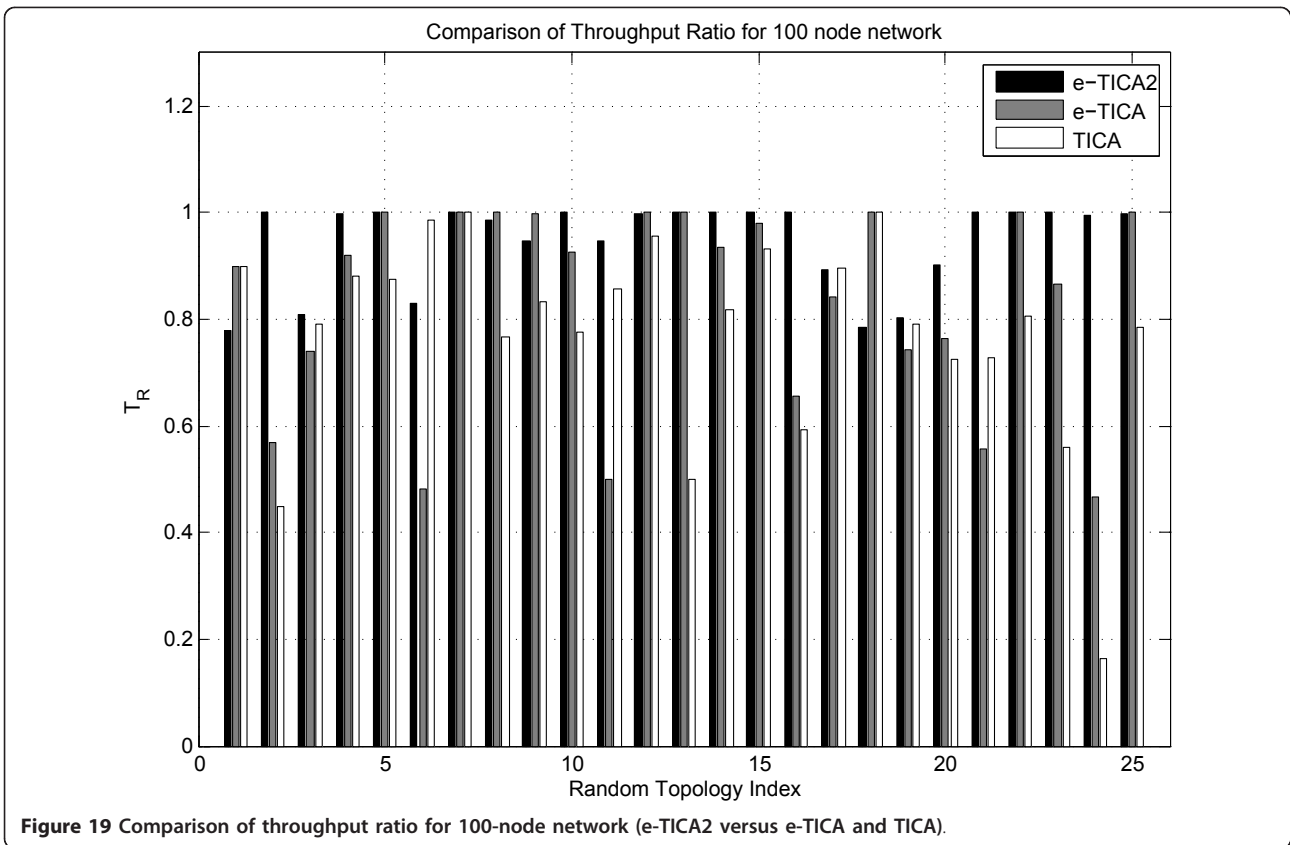 Comparison of Throughput Ratio for 100 node network
e−TICA2
e−TICA
TICA
1.2
1
0.8
0.6
0.4
0.2
0
T_R
0 5 10 15 20 25
Random Topology Index
Figure 19 Comparison of throughput ratio for 100-node network (e-TICA2 versus e-TICA and TICA).